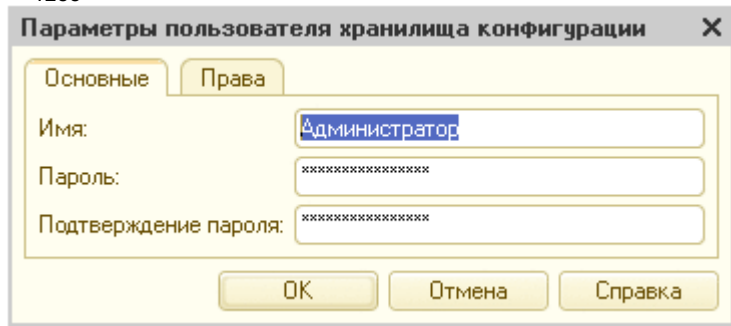 Параметры пользователя хранилища конфигурации
Основные Права
Имя: Администратор
Пароль: ****************
Подтверждение пароля: ****************
OK Отмена Справка